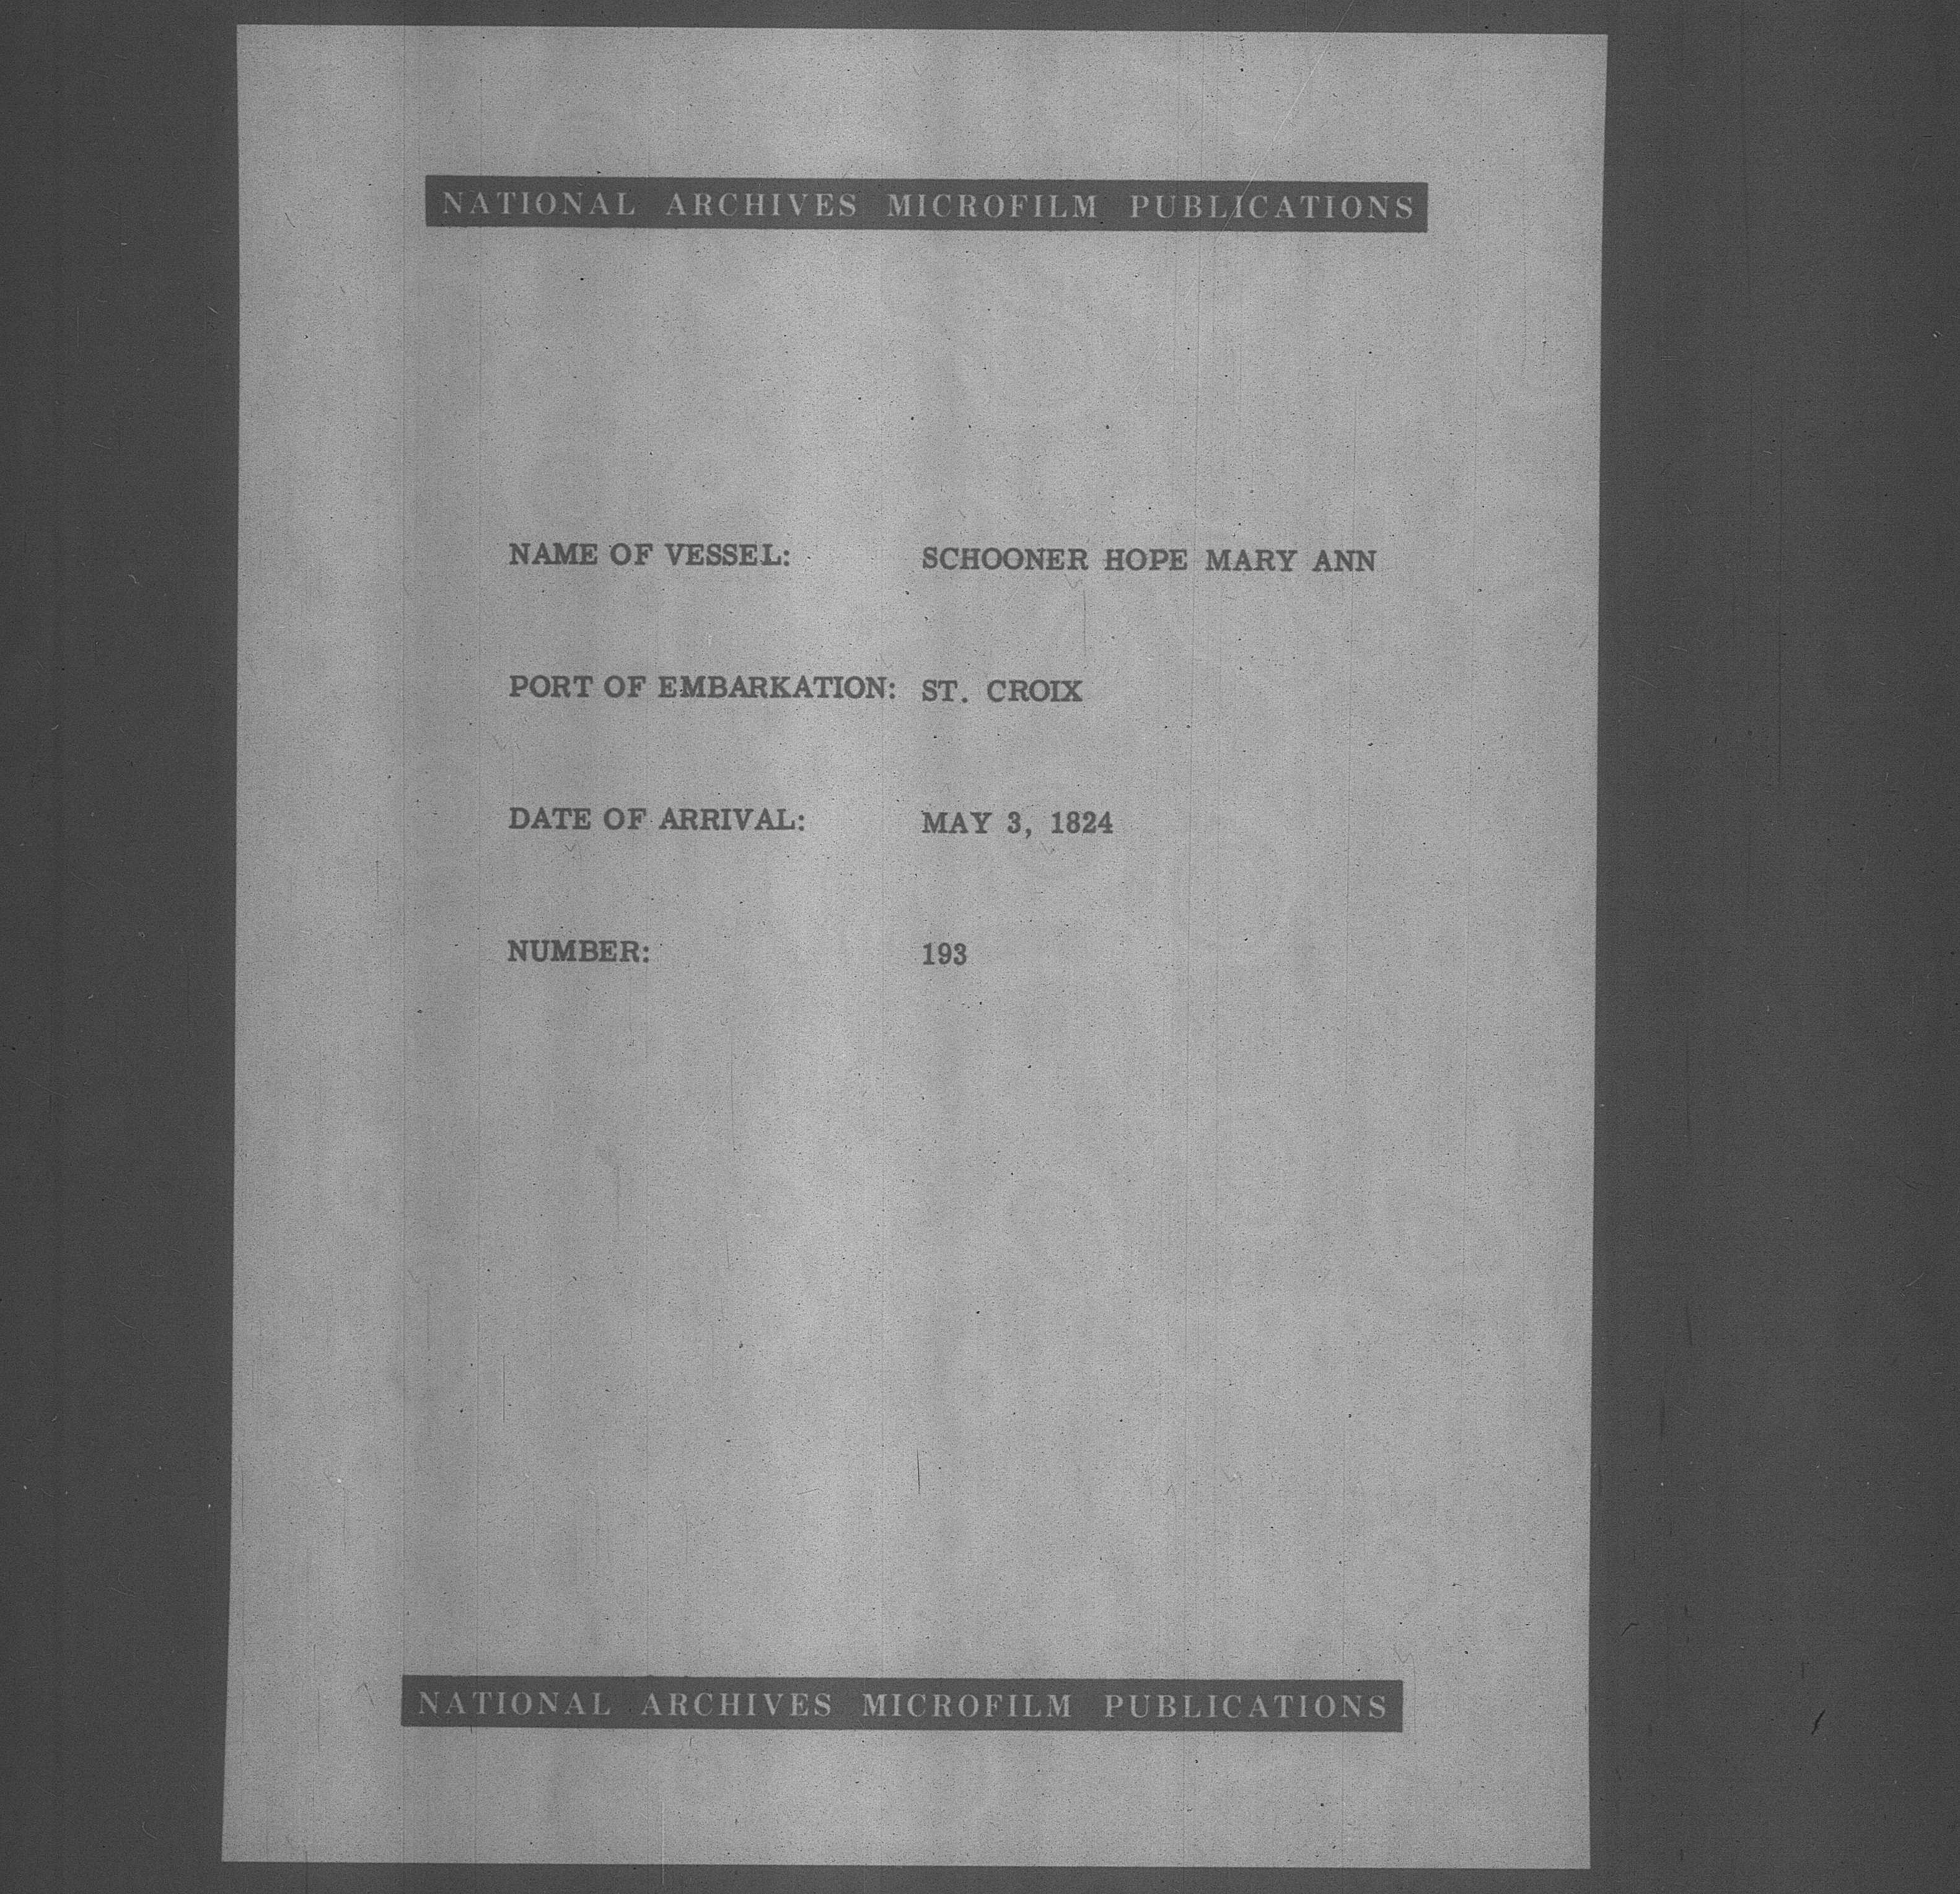 NATIONAL ARCHIVES MICROFILM PUBLICATIONS
NAME OF VESSEL: SCHOONER HOPE MARY ANN
PORT OF EMBARKATION: ST. CROIX
DATE OF ARRIVAL: MAY 3, 1824
NUMBER: 193
NATIONAL ARCHIVES MICROFILM PUBLICATIONS